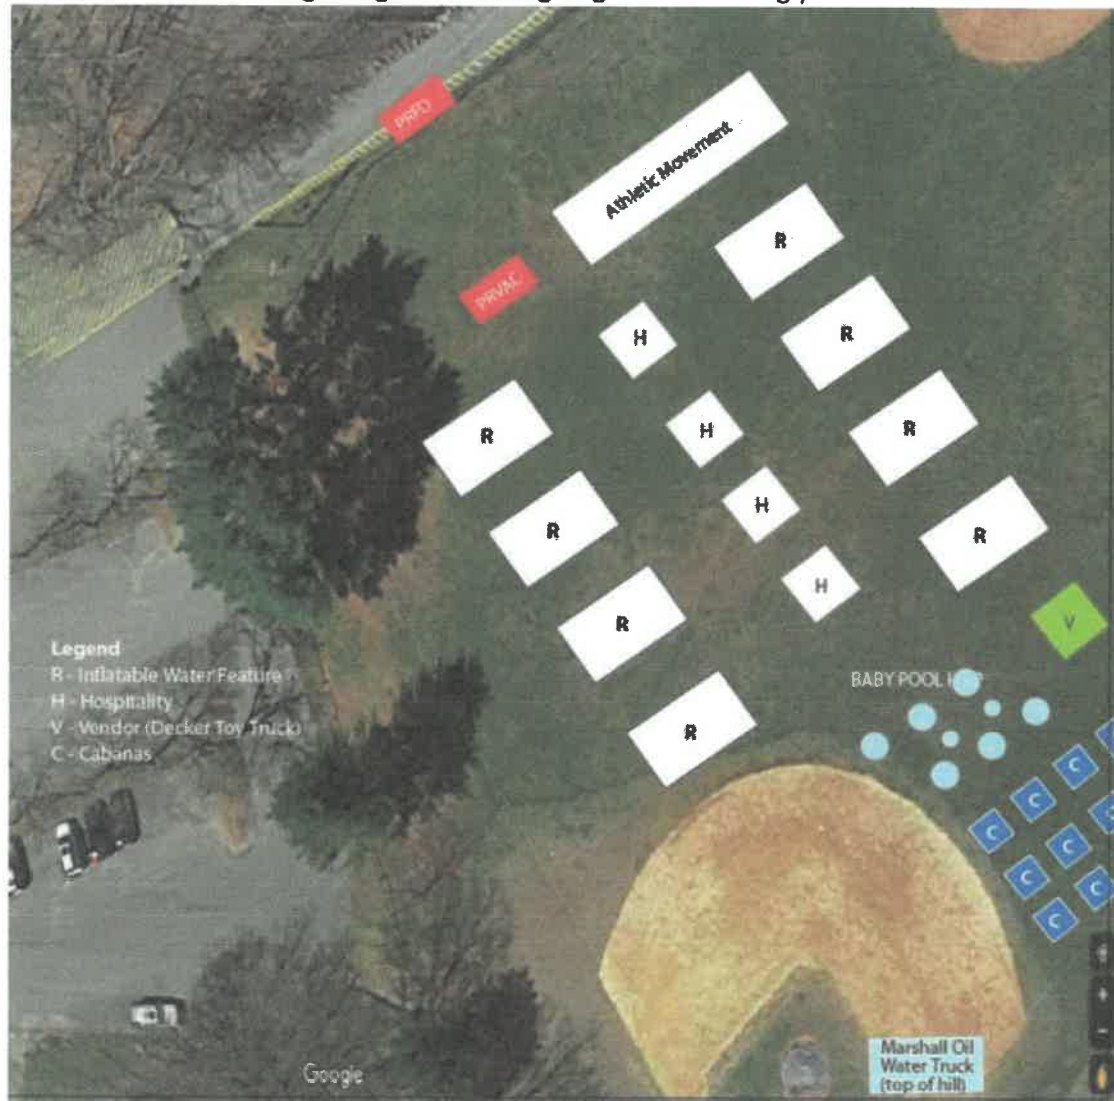 PRFD
Athletic Movement
R
PRVAC
H
R
R
H
R
H
R
R
H
V
R
Legend
R - Inflatable Water Feature
H - Hospitality
V - Vendor (Decker Toy Truck)
C - Cabanas
BABY POOL
R
C
C
C
C
C
C
C
Google
Marshall Oil
Water Truck
(top of hill)